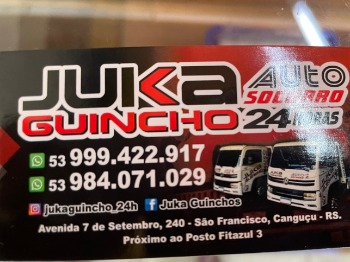 JUKA AUTO
SOCORRO
GUINCHO 24 HORAS
53 999.422.917
53 984.071.029
jukaguincho_24h Juka Guinchos
Avenida 7 de Setembro, 240 - São Francisco, Canguçu - RS.
Próximo ao Posto Fitazul 3